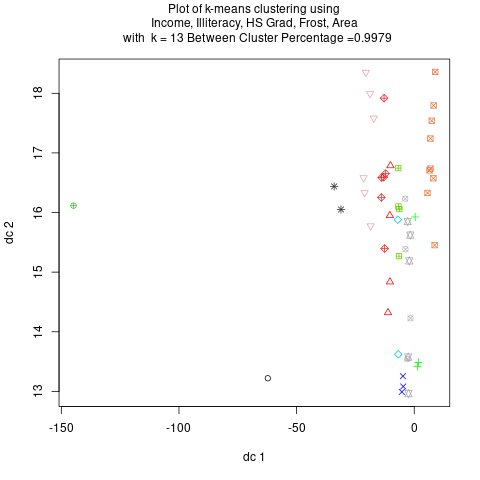 Plot of k-means clustering using
Income, Illiteracy, HS Grad, Frost, Area
with  k = 13 Between Cluster Percentage =0.9979
18
17
16
15
14
13
dc 2
-150
-100
-50
0
dc 1